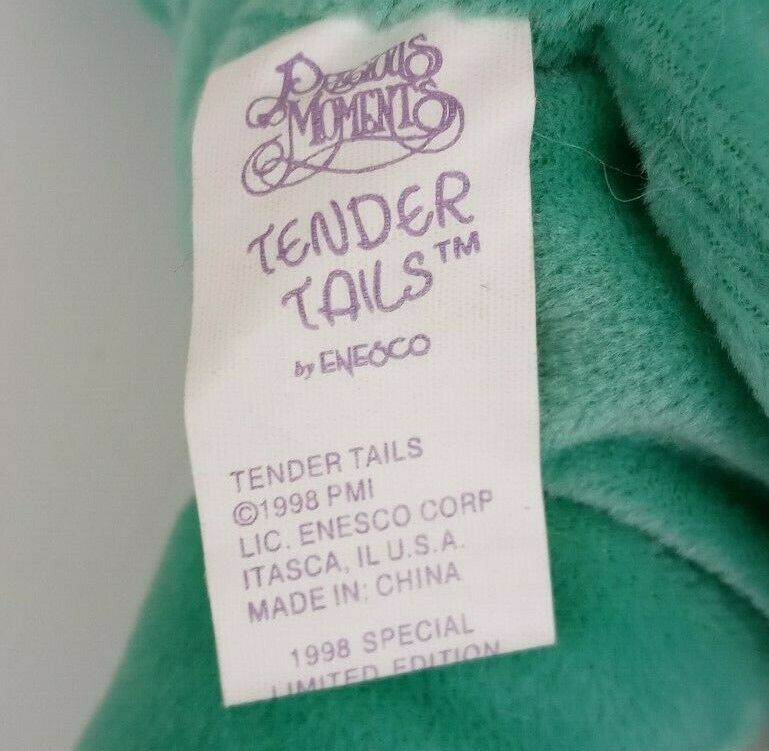 Precious
MOMENTS
TENDER
TAILS™
by ENESCO
TENDER TAILS
©1998 PMI
LIC. ENESCO CORP
ITASCA, IL U.S.A.
MADE IN: CHINA
1998 SPECIAL
LIMITED EDITION